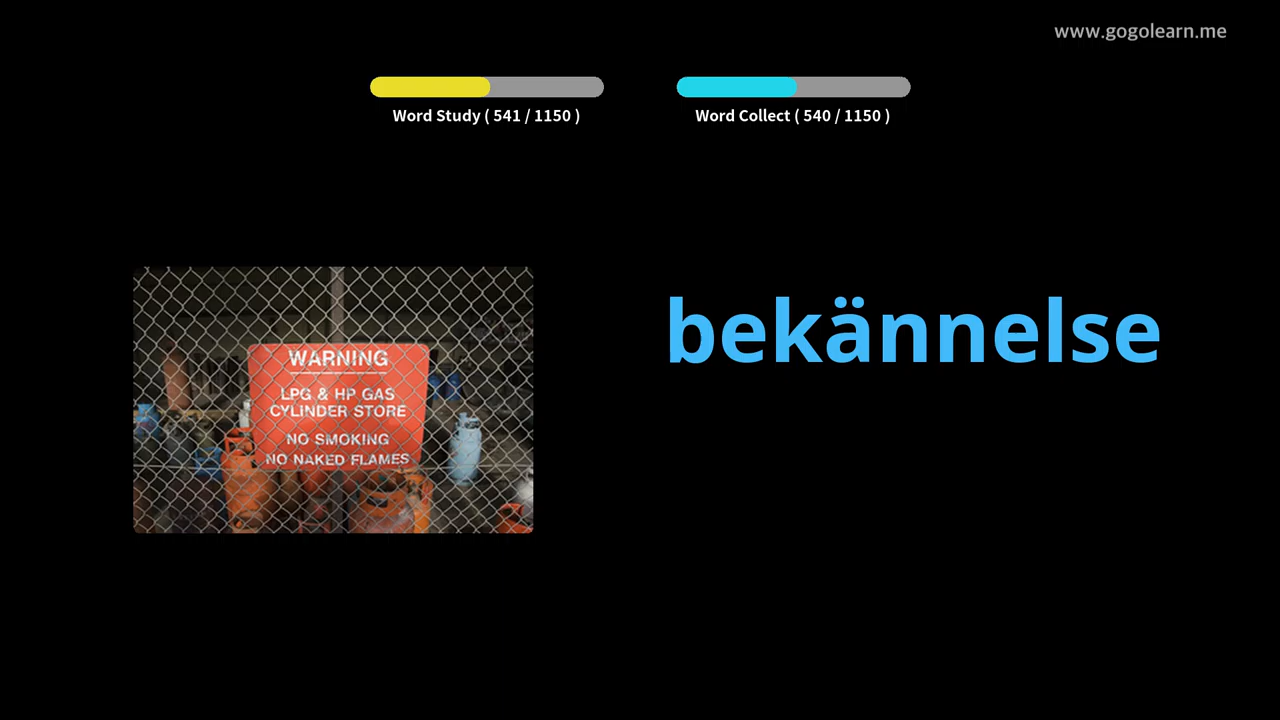 www.gogolearn.me
Word Study ( 541 / 1150 )
Word Collect ( 540 / 1150 )
bekännelse
WARNING
LPG & HP GAS
CYLINDER STORE
NO SMOKING
NO NAKED FLAMES